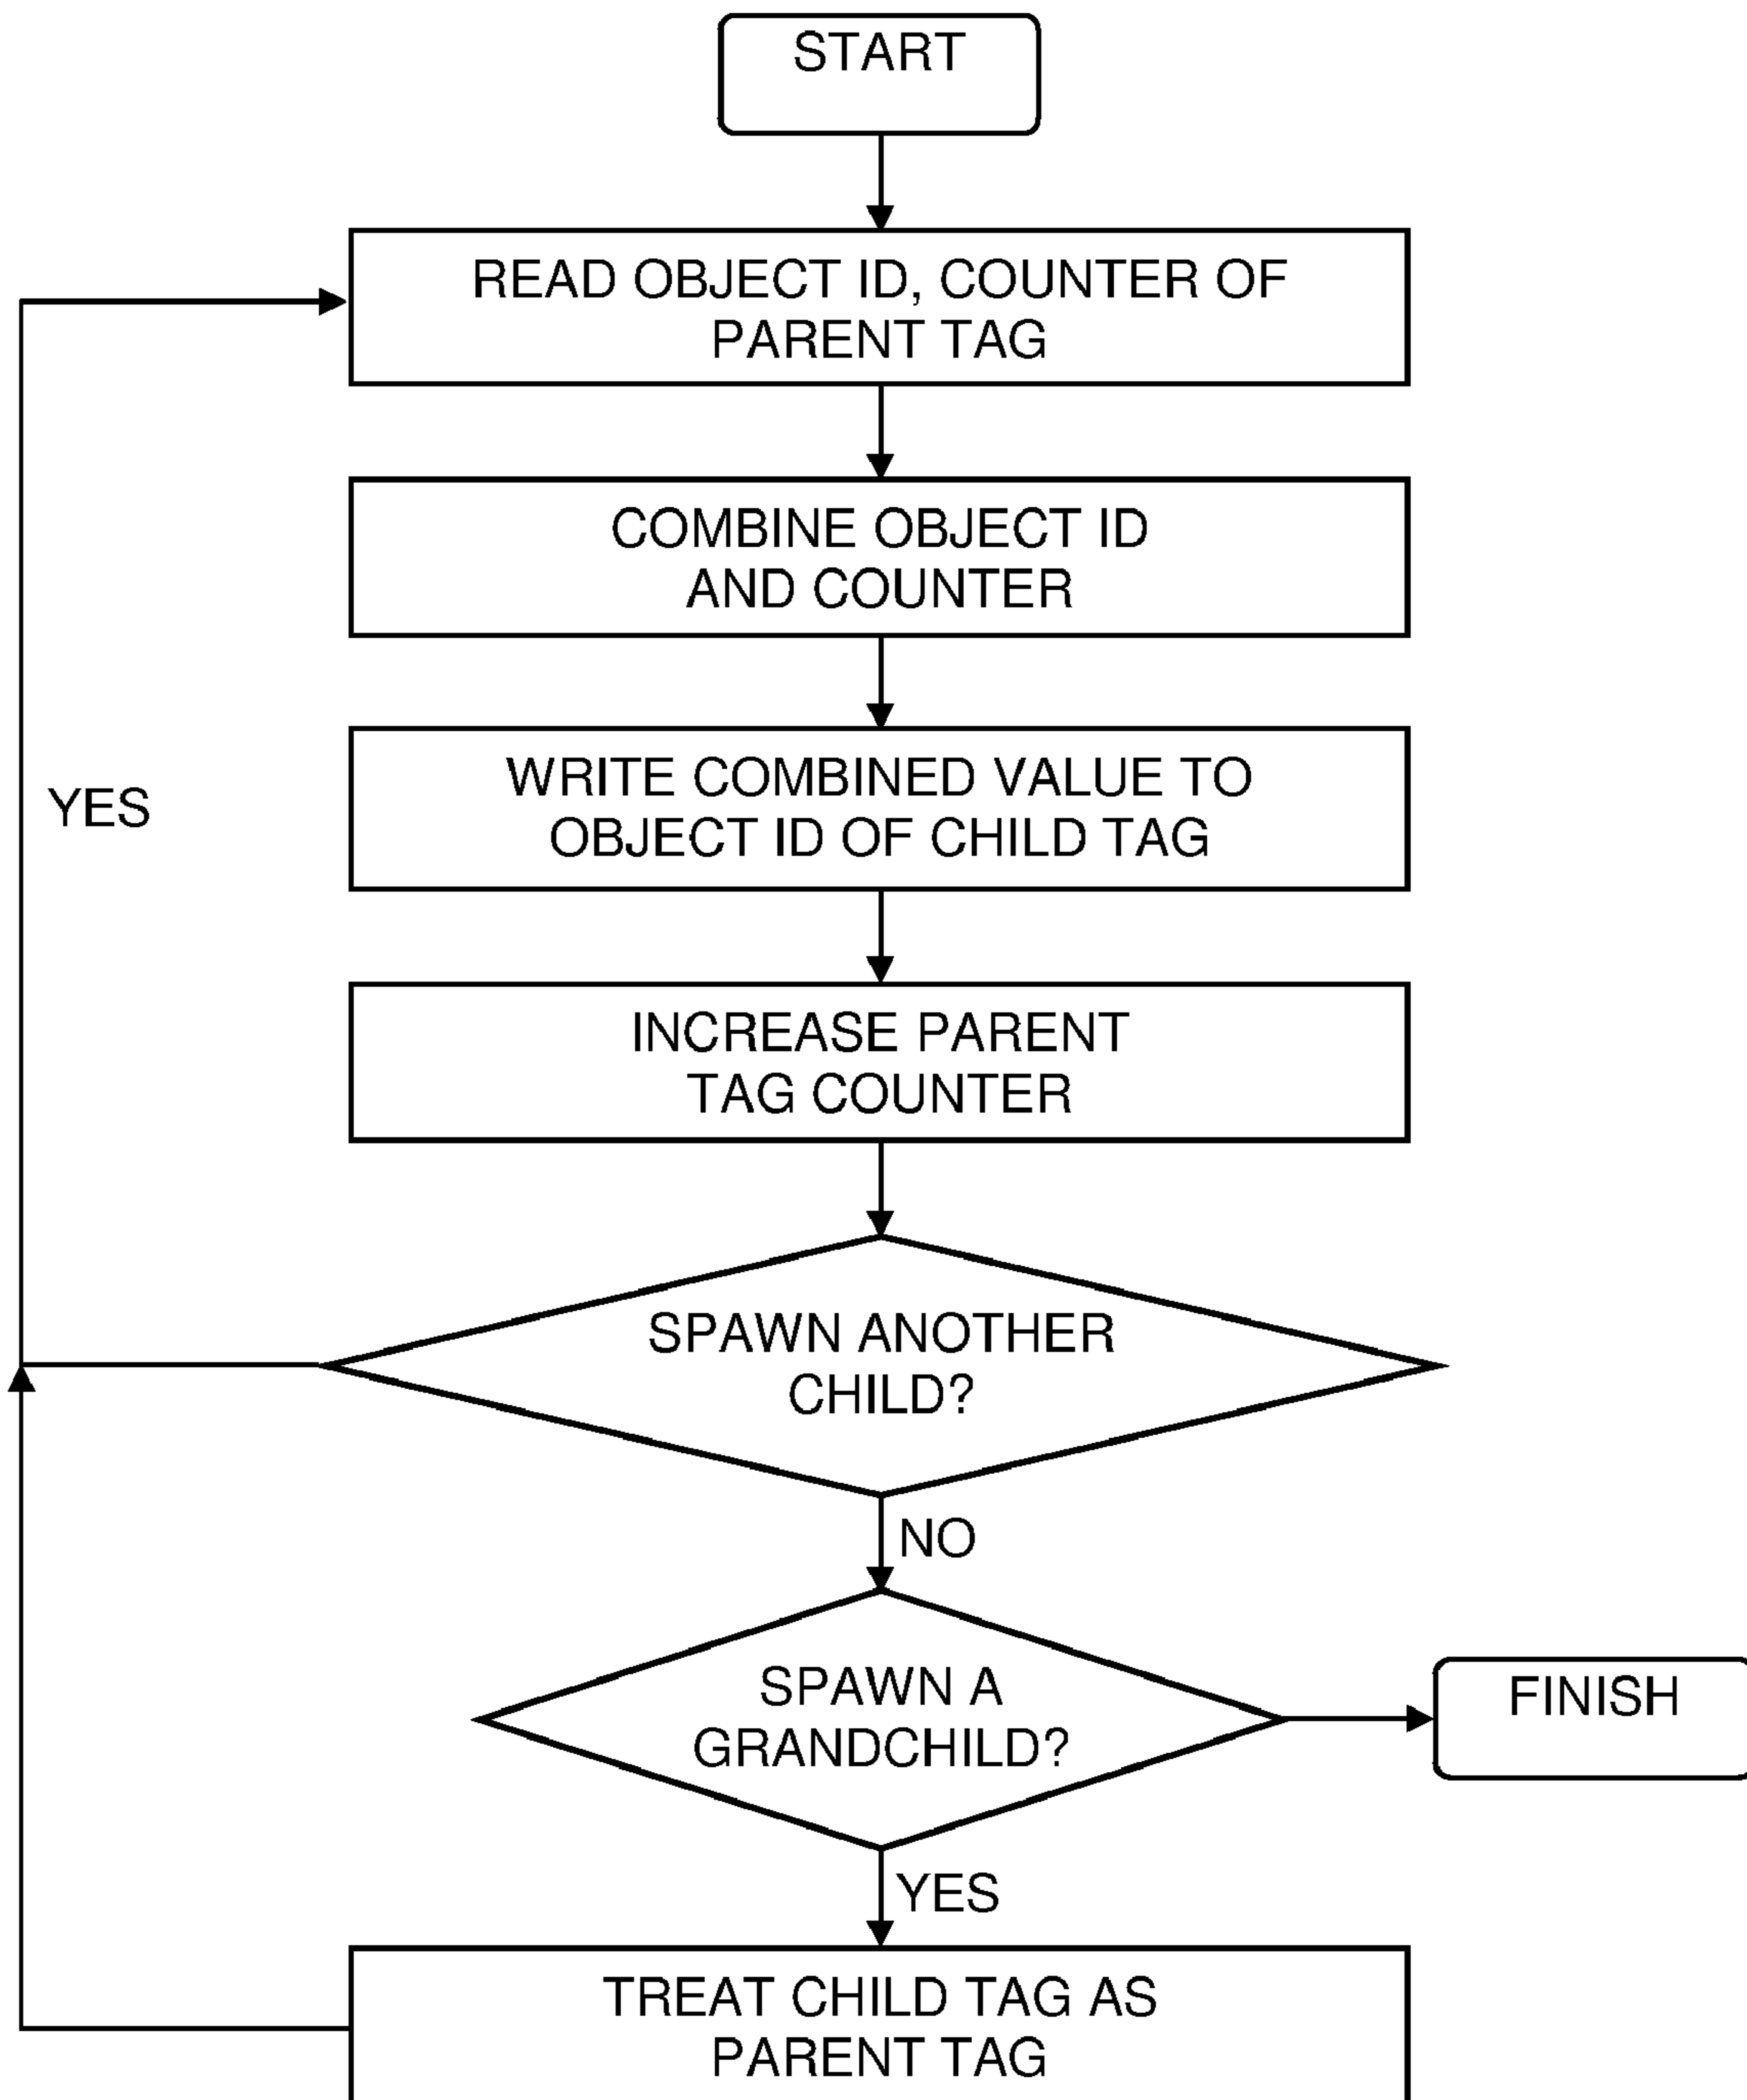 START
READ OBJECT ID, COUNTER OF
PARENT TAG
COMBINE OBJECT ID
AND COUNTER
WRITE COMBINED VALUE TO
OBJECT ID OF CHILD TAG
YES
INCREASE PARENT
TAG COUNTER
SPAWN ANOTHER
CHILD?
NO
SPAWN A
GRANDCHILD?
FINISH
YES
TREAT CHILD TAG AS
PARENT TAG